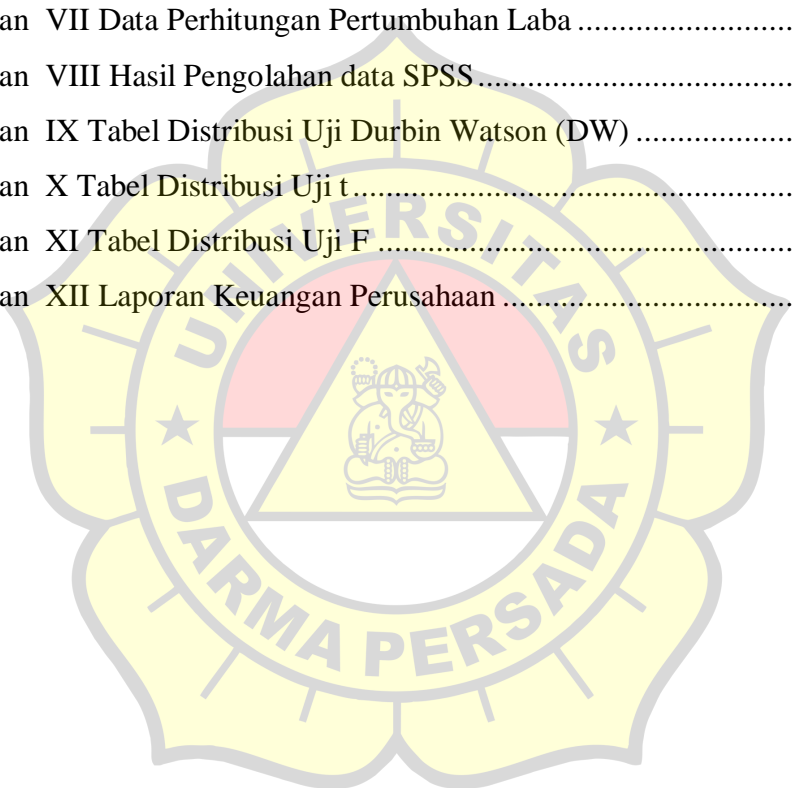 an VII Data Perhitungan Pertumbuhan Laba ..........................
an VIII Hasil Pengolahan data SPSS ......................................
an IX Tabel Distribusi Uji Durbin Watson (DW) ...................
an X Tabel Distribusi Uji t .....................................................
an XI Tabel Distribusi Uji F ..................................................
an XII Laporan Keuangan Perusahaan ...................................
UNIVERSITAS
DARMA PERSADA